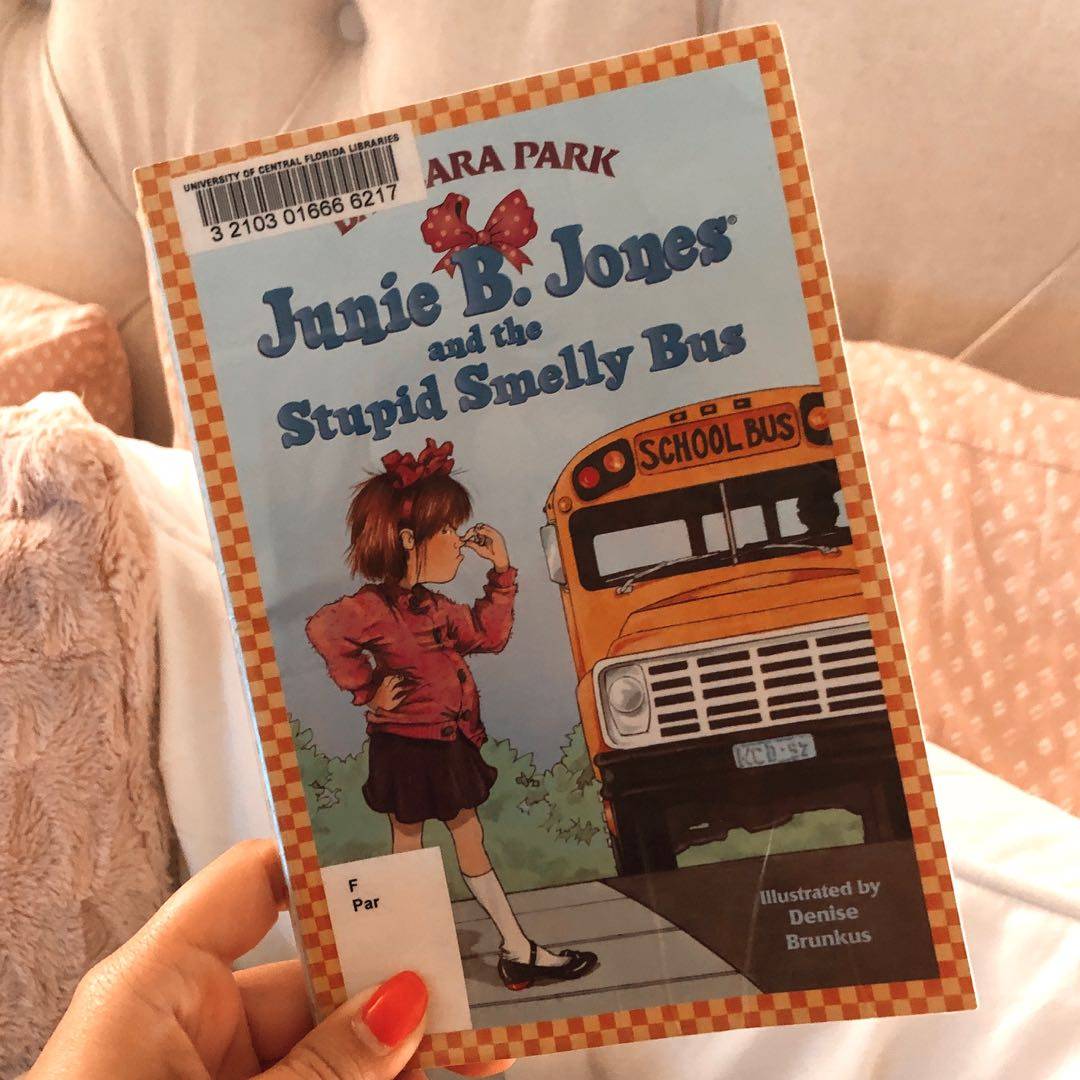 UNIVERSITY OF CENTRAL FLORIDA LIBRARIES
3 2103 01666 6217
ARA PARK
Junie B. Jones®
and the
Stupid Smelly Bus
SCHOOL BUS
F
Par
Illustrated by
Denise
Brunkus